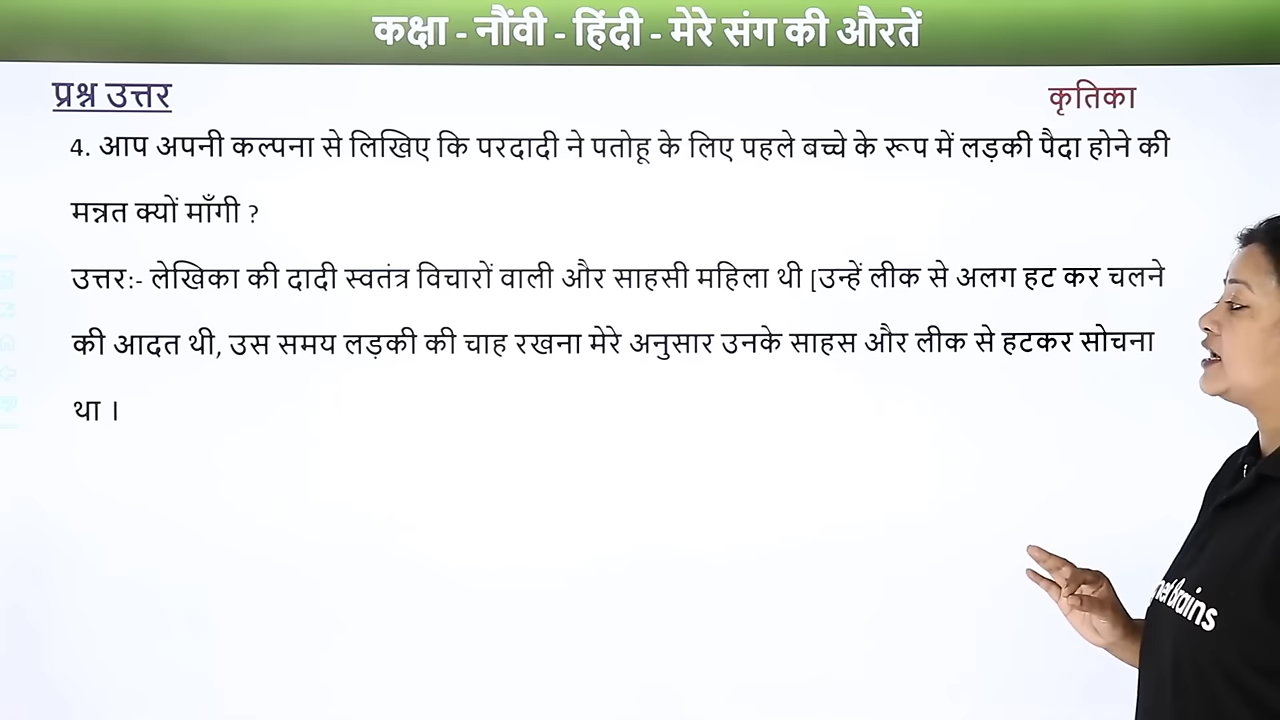 कक्षा - नौंवी - हिंदी - मेरे संग की औरतें
प्रश्न उत्तर
कृतिका
4. आप अपनी कल्पना से लिखिए कि परदादी ने पतोहू के लिए पहले बच्चे के रूप में लड़की पैदा होने की
मन्नत क्यों माँगी ?
उत्तर:- लेखिका की दादी स्वतंत्र विचारों वाली और साहसी महिला थी [उन्हें लीक से अलग हट कर चलने
की आदत थी, उस समय लड़की की चाह रखना मेरे अनुसार उनके साहस और लीक से हटकर सोचना
था ।